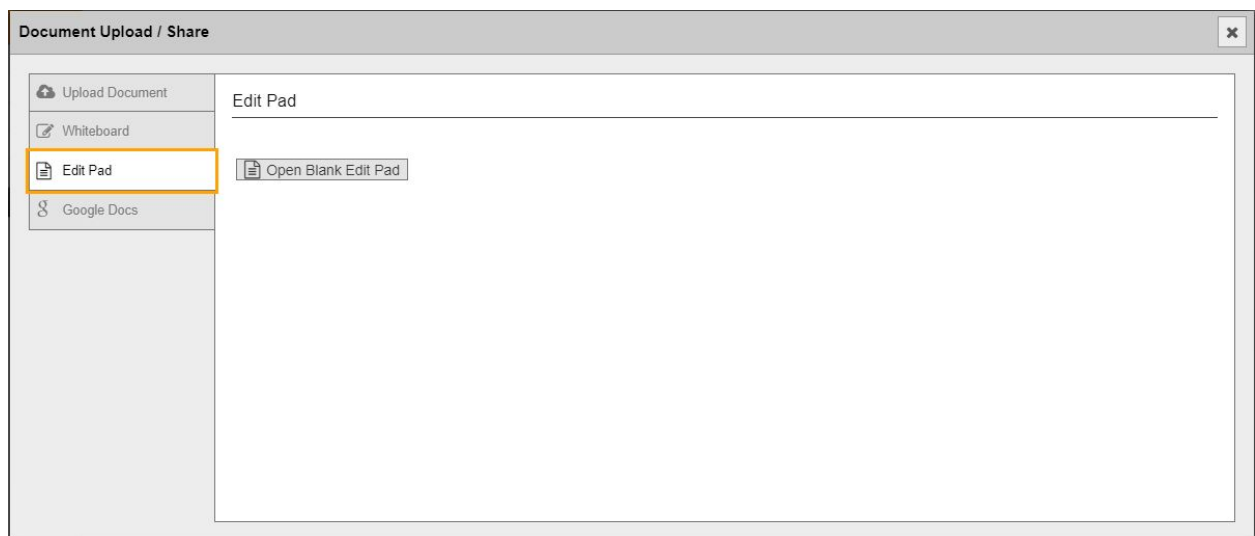 Document Upload / Share
Upload Document
Whiteboard
Edit Pad
Google Docs
Edit Pad
Open Blank Edit Pad